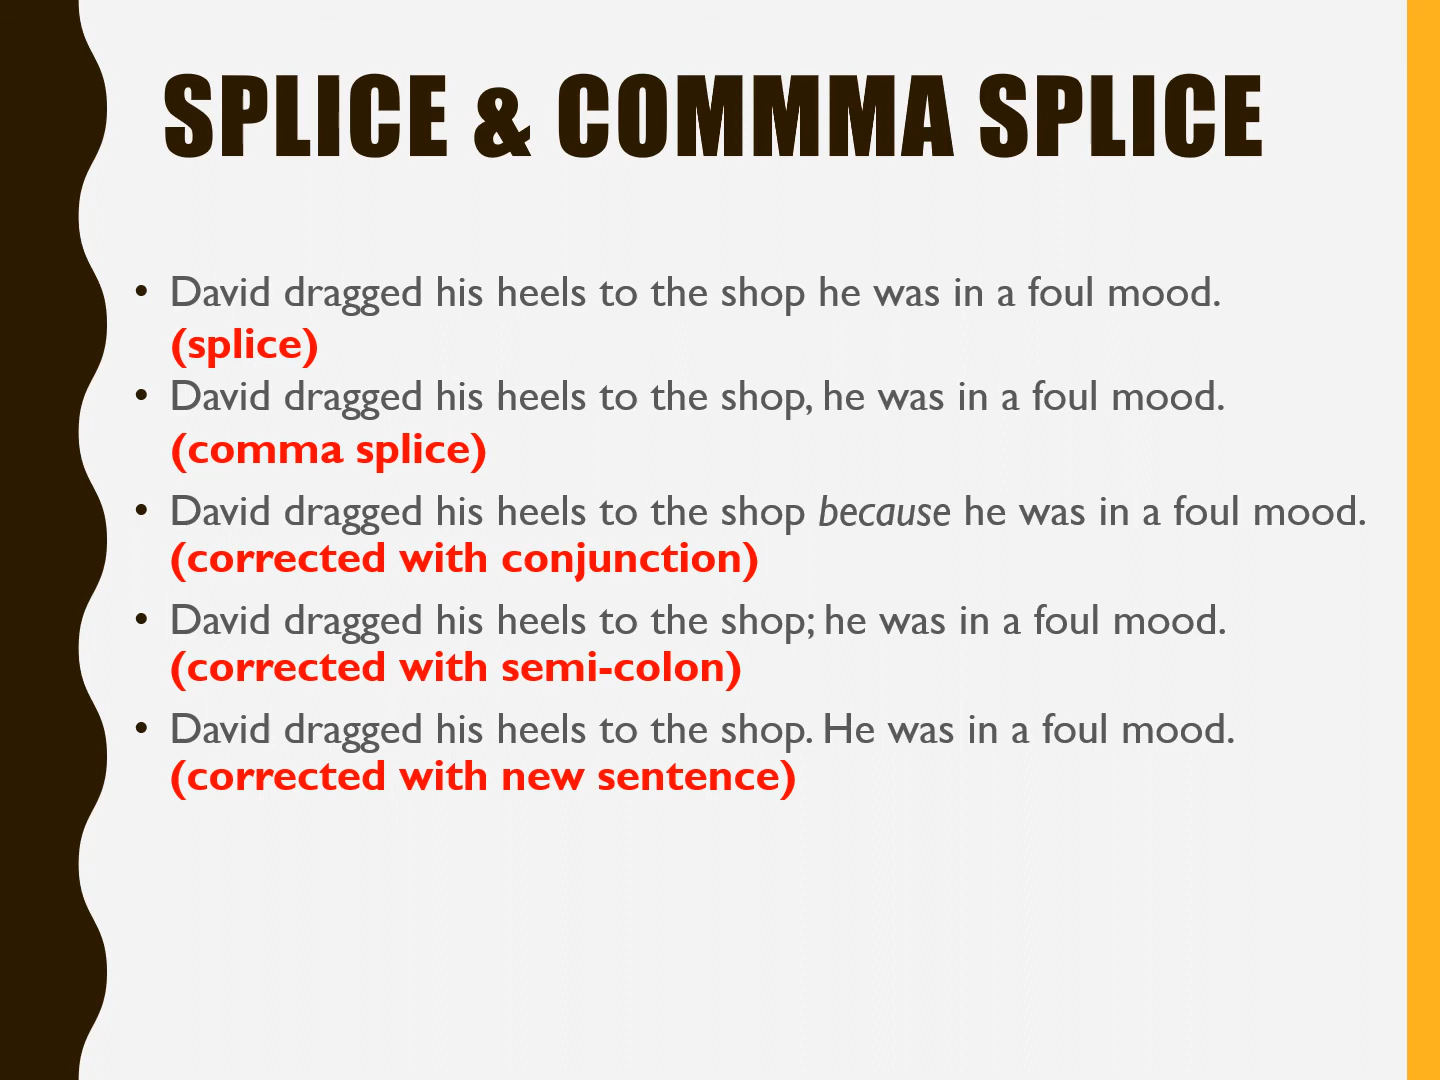 SPLICE & COMMMA SPLICE
• David dragged his heels to the shop he was in a foul mood.
(splice)
• David dragged his heels to the shop, he was in a foul mood.
(comma splice)
• David dragged his heels to the shop because he was in a foul mood.
(corrected with conjunction)
• David dragged his heels to the shop; he was in a foul mood.
(corrected with semi-colon)
• David dragged his heels to the shop. He was in a foul mood.
(corrected with new sentence)